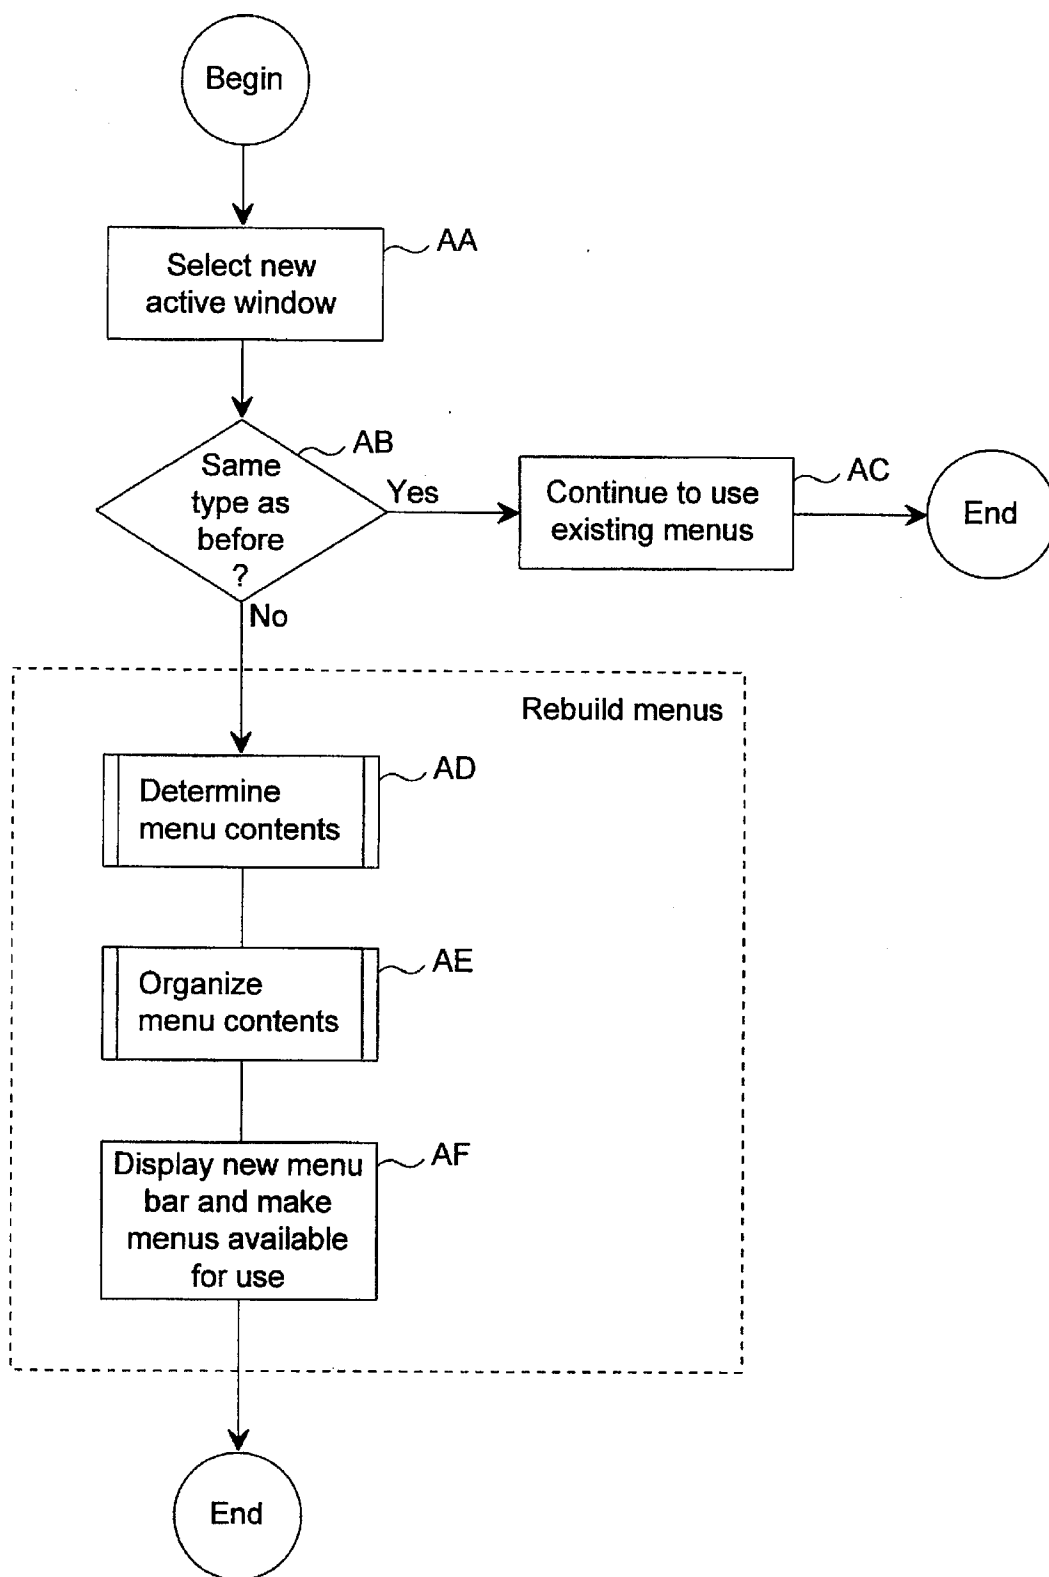 Begin
AA
Select new
active window
AB
Same
type as
before
?
Yes
Continue to use
existing menus
AC
End
No
Rebuild menus
AD
Determine
menu contents
AE
Organize
menu contents
AF
Display new menu
bar and make
menus available
for use
End